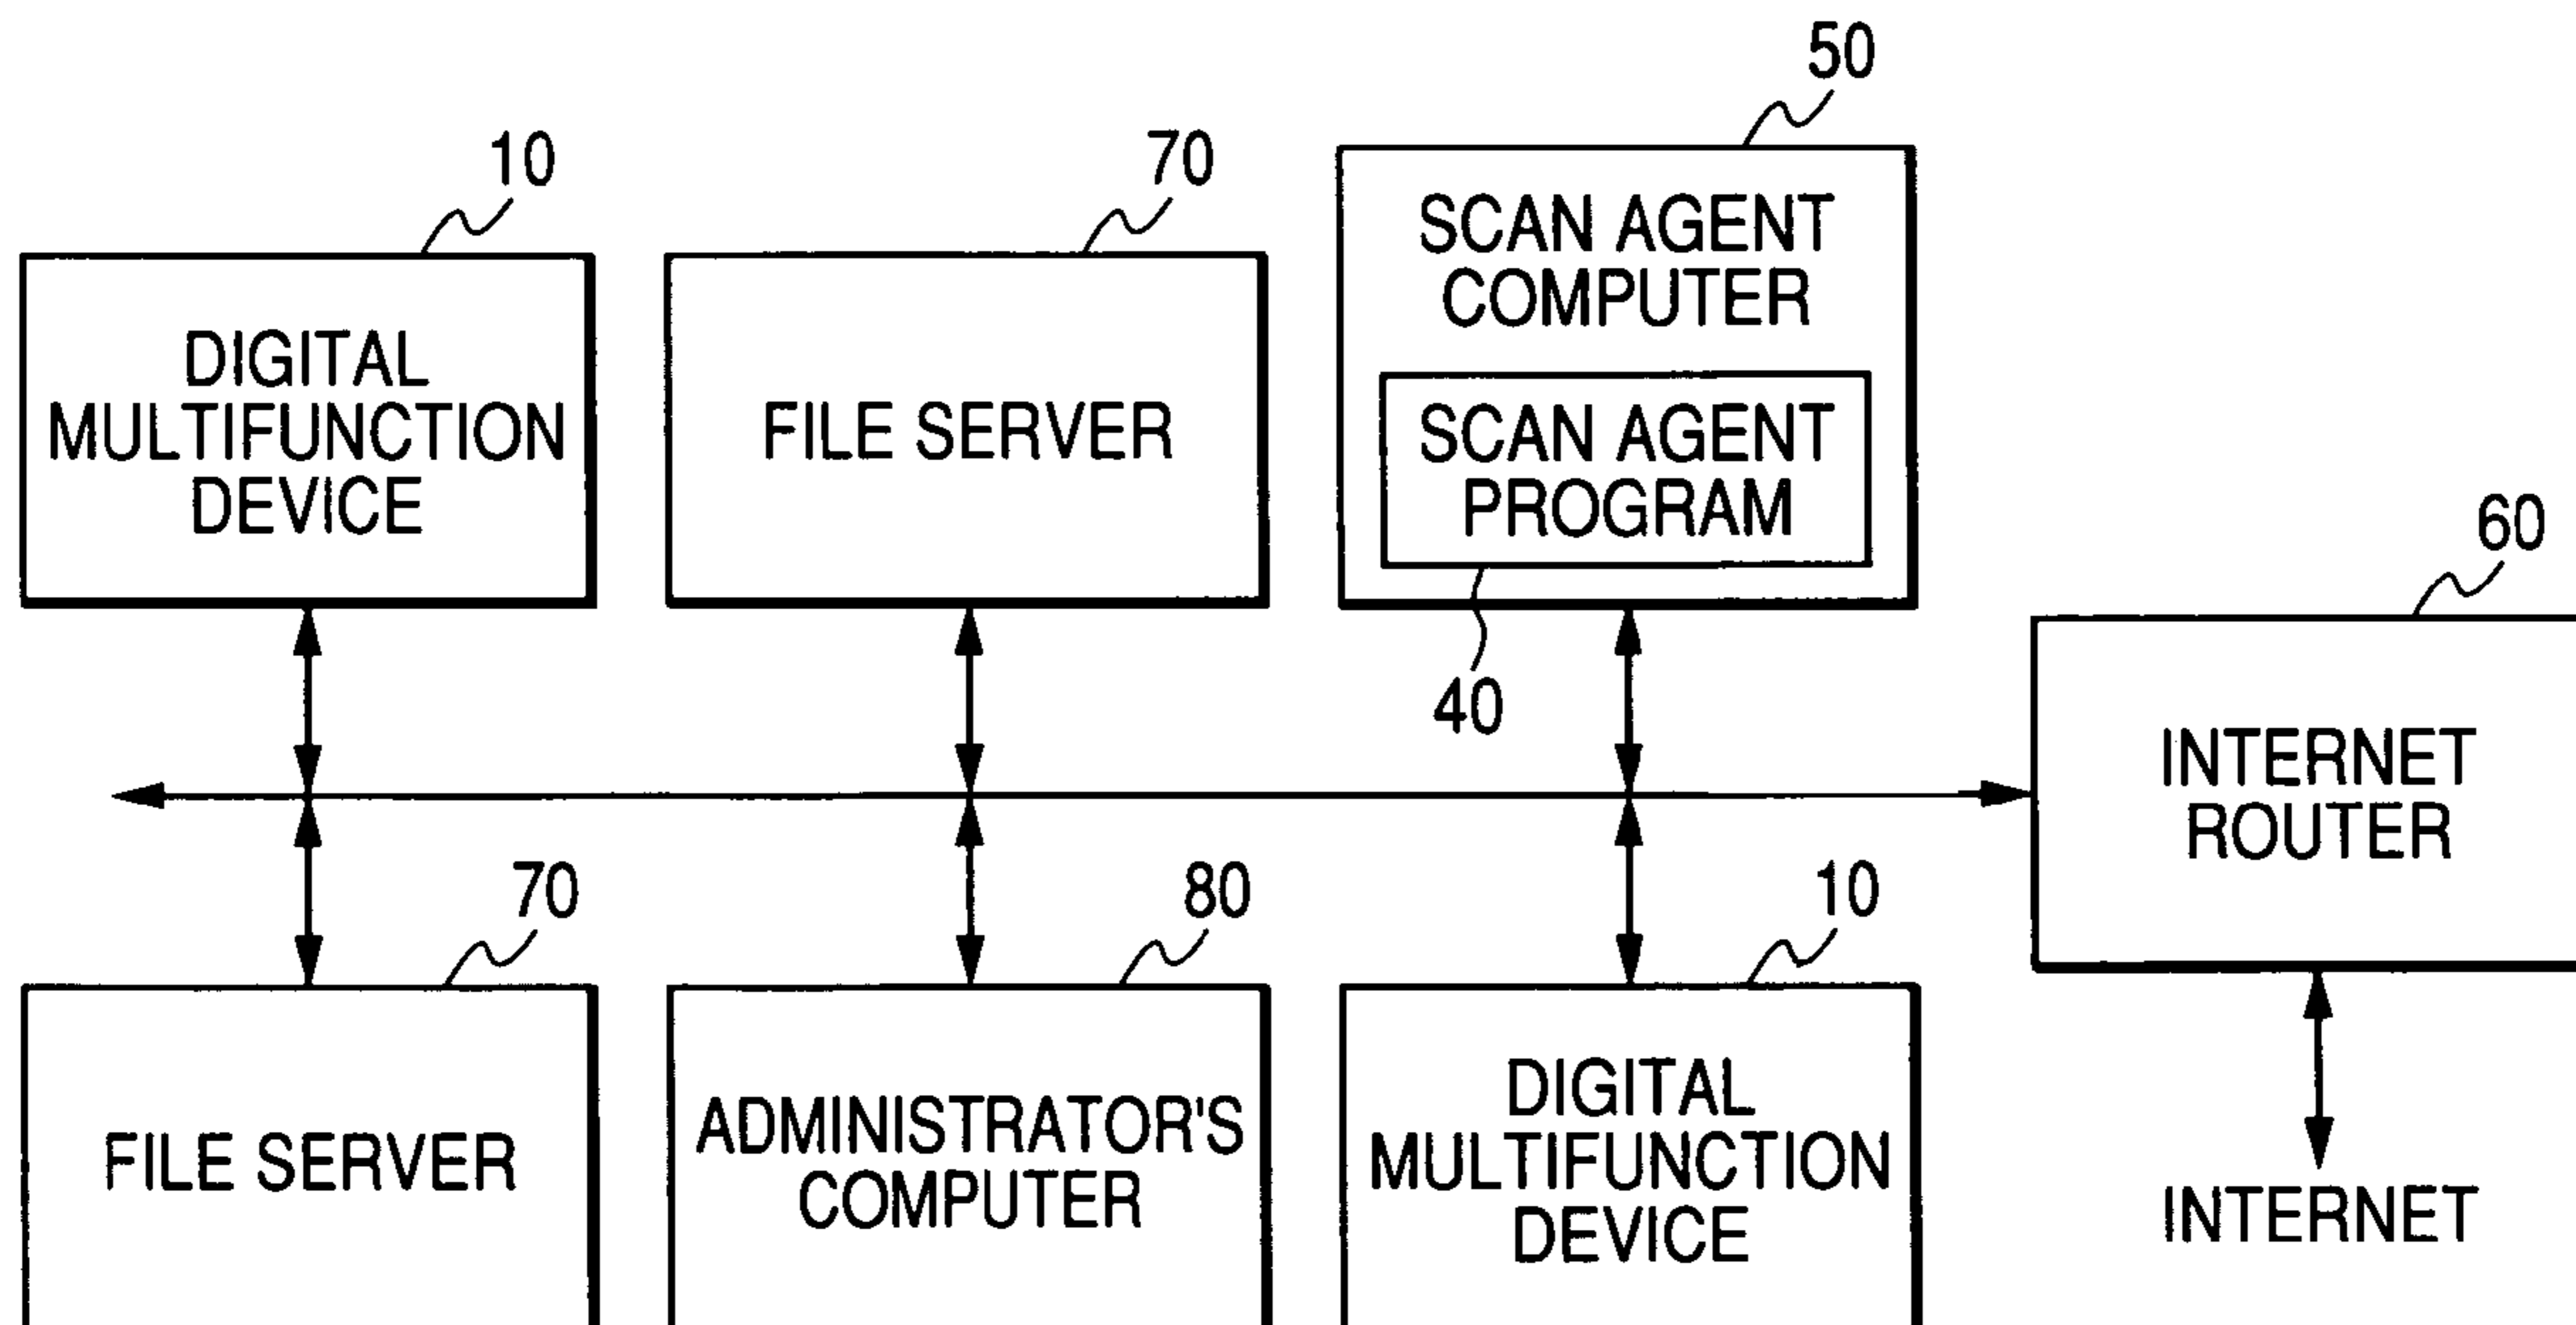 50
10
70
SCAN AGENT
COMPUTER
DIGITAL
MULTIFUNCTION
DEVICE
FILE SERVER
SCAN AGENT
PROGRAM
60
40
INTERNET
ROUTER
70
80
10
FILE SERVER
ADMINISTRATOR'S
COMPUTER
DIGITAL
MULTIFUNCTION
DEVICE
INTERNET